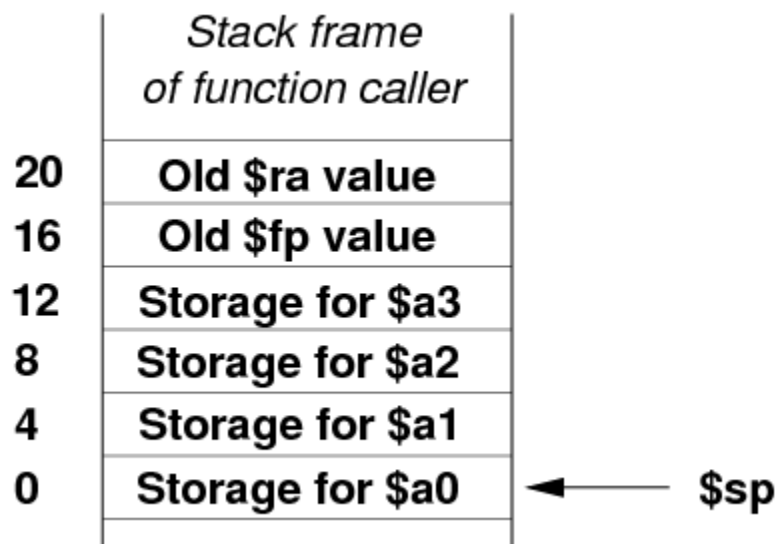 Stack frame
of function caller
20 Old $ra value
16 Old $fp value
12 Storage for $a3
8 Storage for $a2
4 Storage for $a1
0 Storage for $a0 $sp